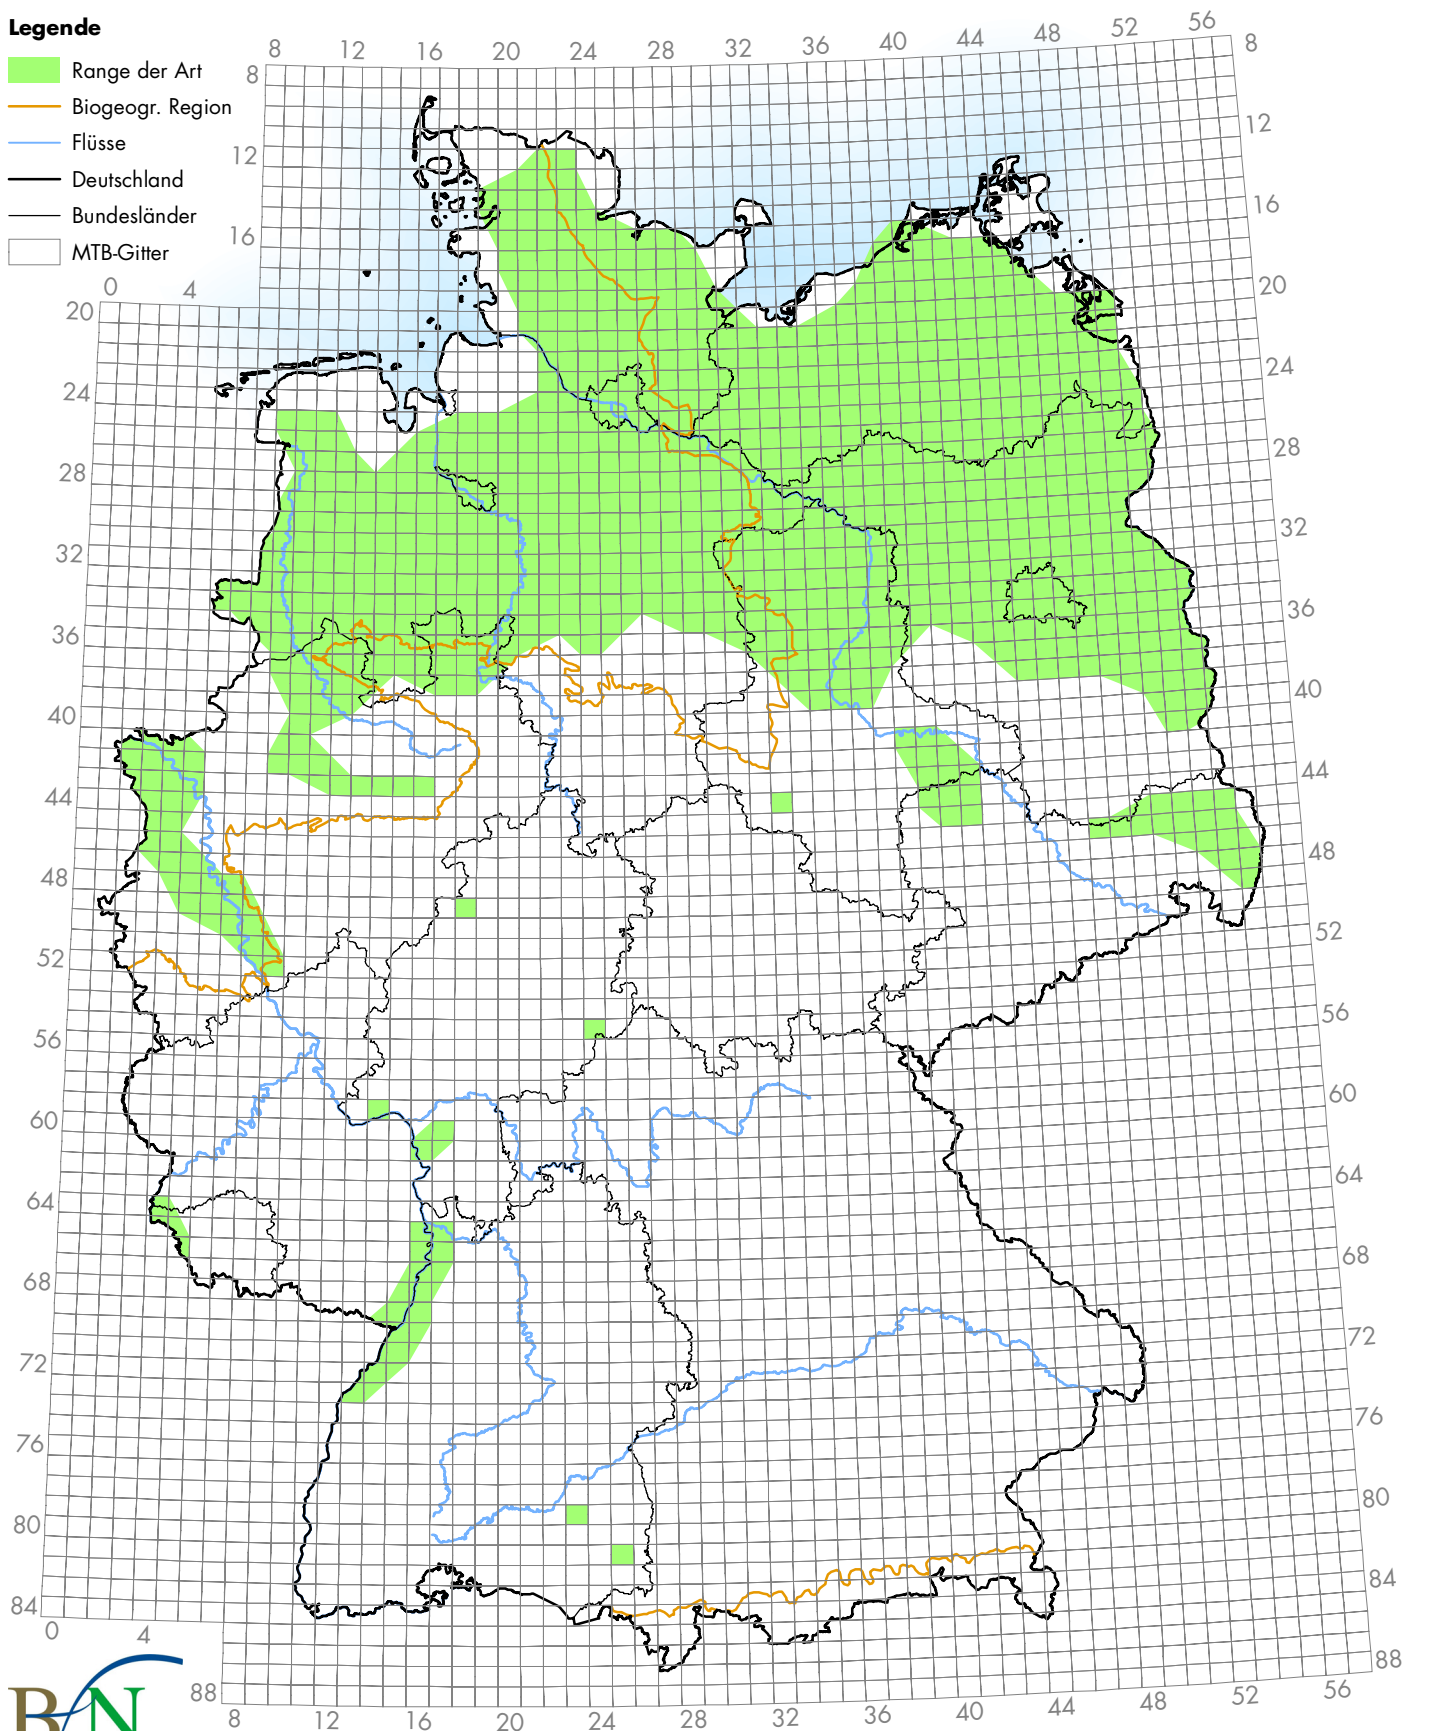 Legende
Range der Art
Biogeogr. Region
Flüsse
Deutschland
Bundesländer
MTB-Gitter
8 12 16 20 24 28 32 36 40 44 48 52 56
8 8
12 12
16 16
0 4
20 20
24 24
28 28
32 32
36 36
40 40
44 44
48 48
52 52
56 56
60 60
64 64
68 68
72 72
76 76
80 80
84 84
0 4
88 88
8 12 16 20 24 28 32 36 40 44 48 52 56
BfN